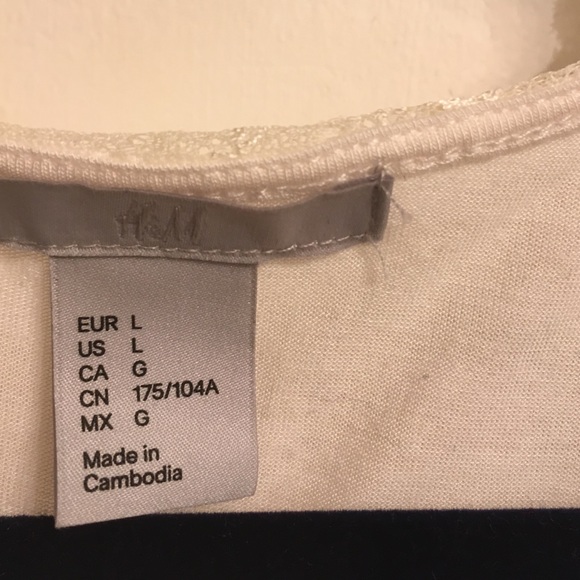 H&M
EUR L
US L
CA G
CN 175/104A
MX G
Made in
Cambodia